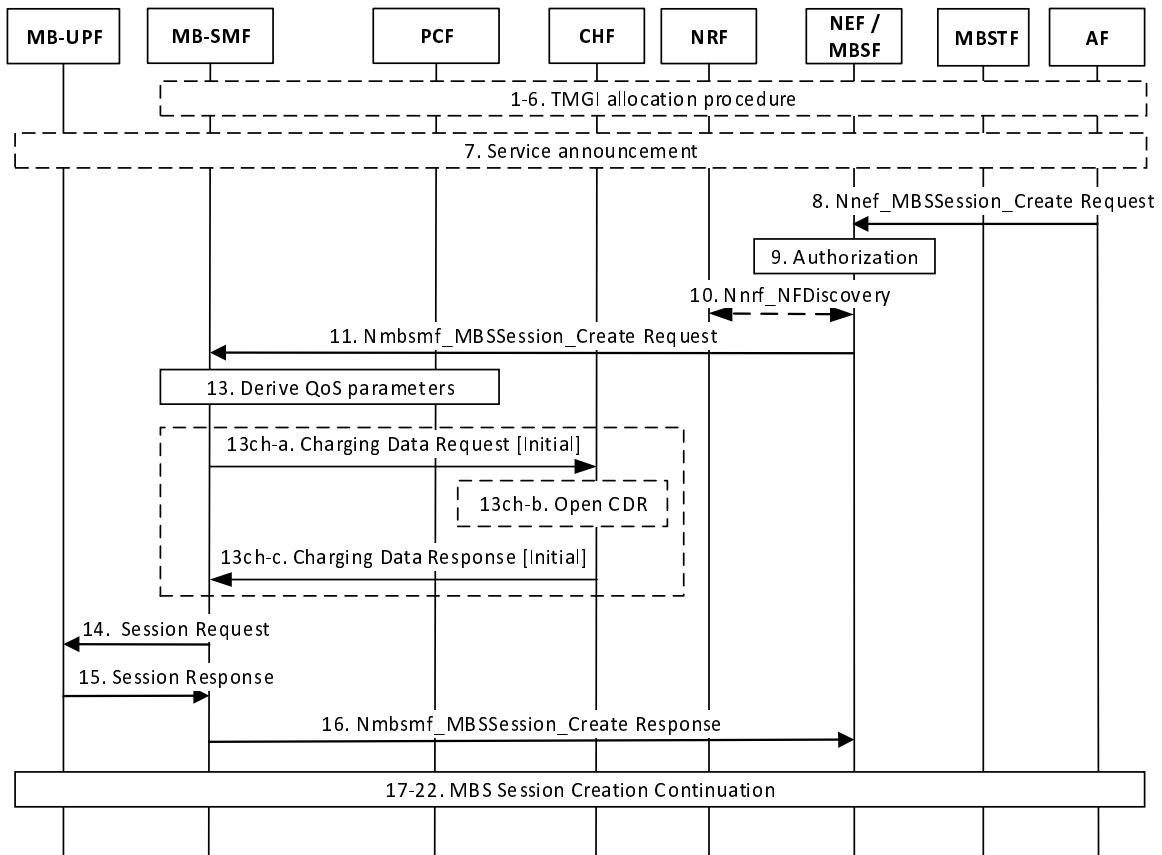 MB-UPF
MB-SMF
PCF
CHF
NRF
NEF /
MBSF
MBSTF
AF
1-6. TMGI allocation procedure
7. Service announcement
8. Nnef_MBSSession_Create Request
9. Authorization
10. Nnrf_NFDiscovery
11. Nmbsmf_MBSSession_Create Request
13. Derive QoS parameters
13ch-a. Charging Data Request [Initial]
13ch-b. Open CDR
13ch-c. Charging Data Response [Initial]
14. Session Request
15. Session Response
16. Nmbsmf_MBSSession_Create Response
17-22. MBS Session Creation Continuation